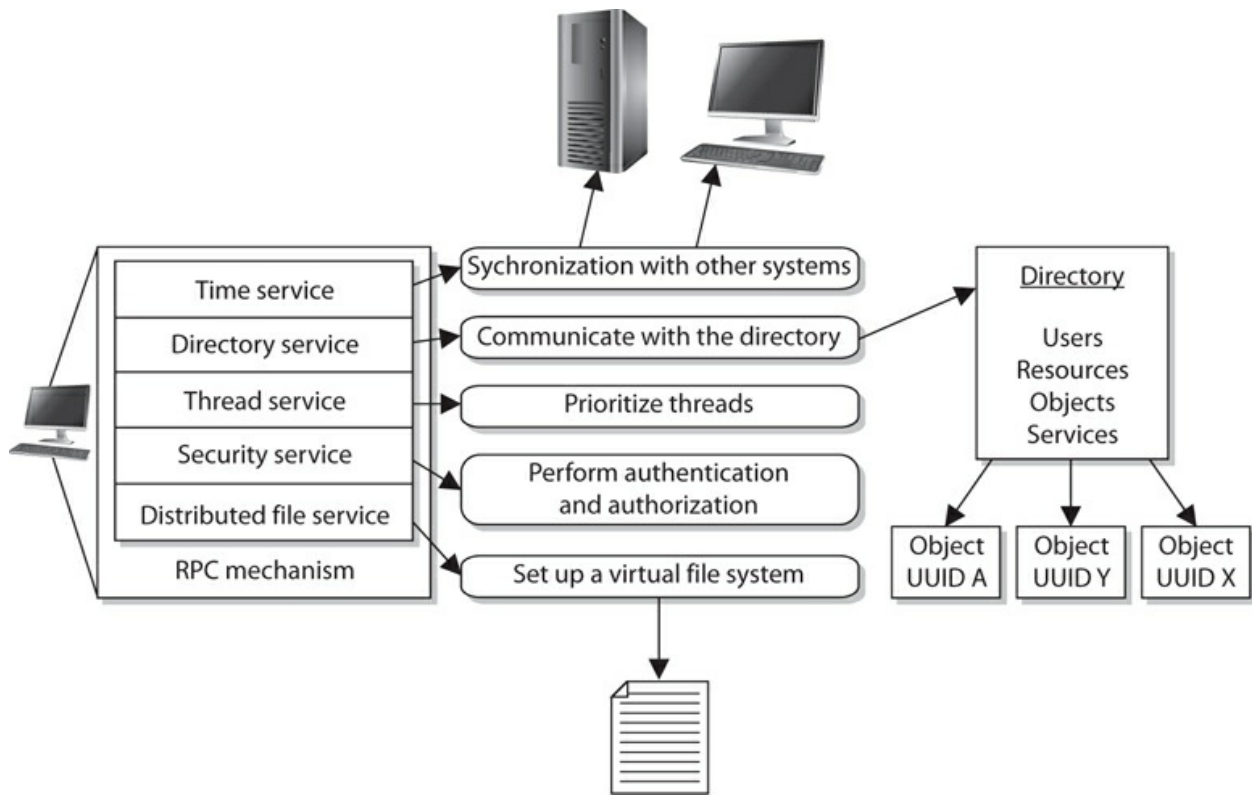 Time service
Directory service
Thread service
Security service
Distributed file service
RPC mechanism
Sychronization with other systems
Communicate with the directory
Prioritize threads
Perform authentication
and authorization
Set up a virtual file system
Directory
Users
Resources
Objects
Services
Object
UUID A
Object
UUID Y
Object
UUID X